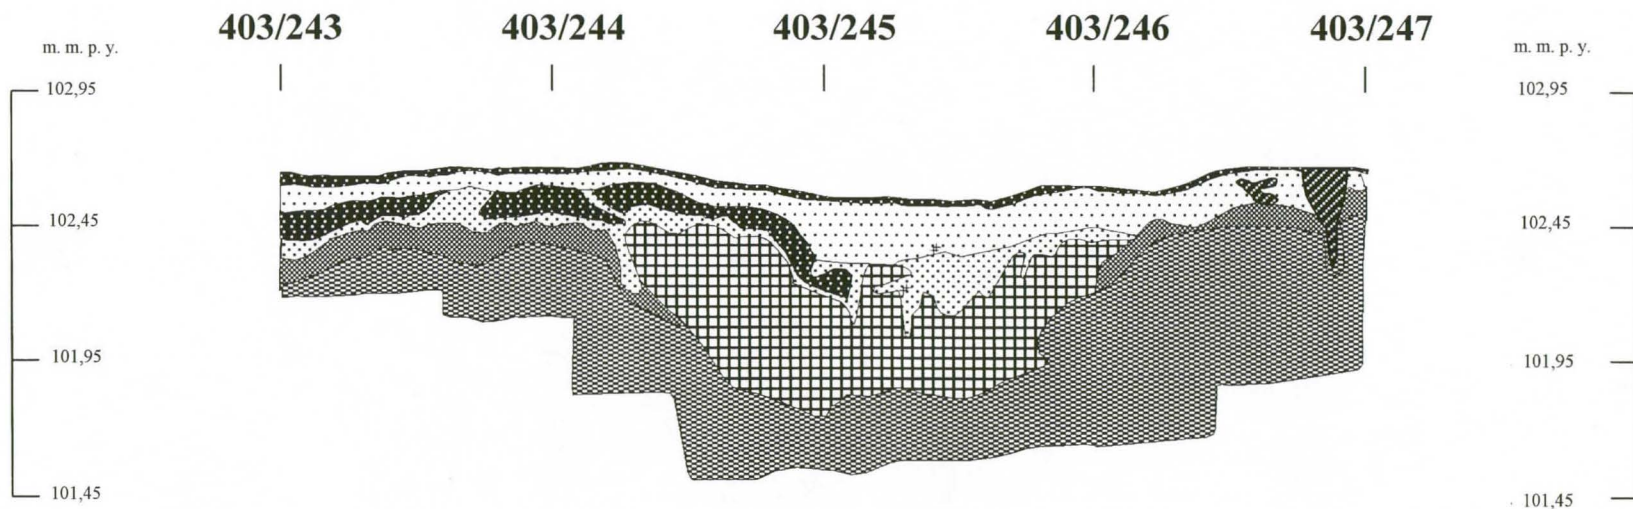 403/243 403/244 403/245 403/246 403/247
m. m. p. y. m. m. p. y.
102,95 102,95
102,45 102,45
101,95 101,95
101,45 101,45